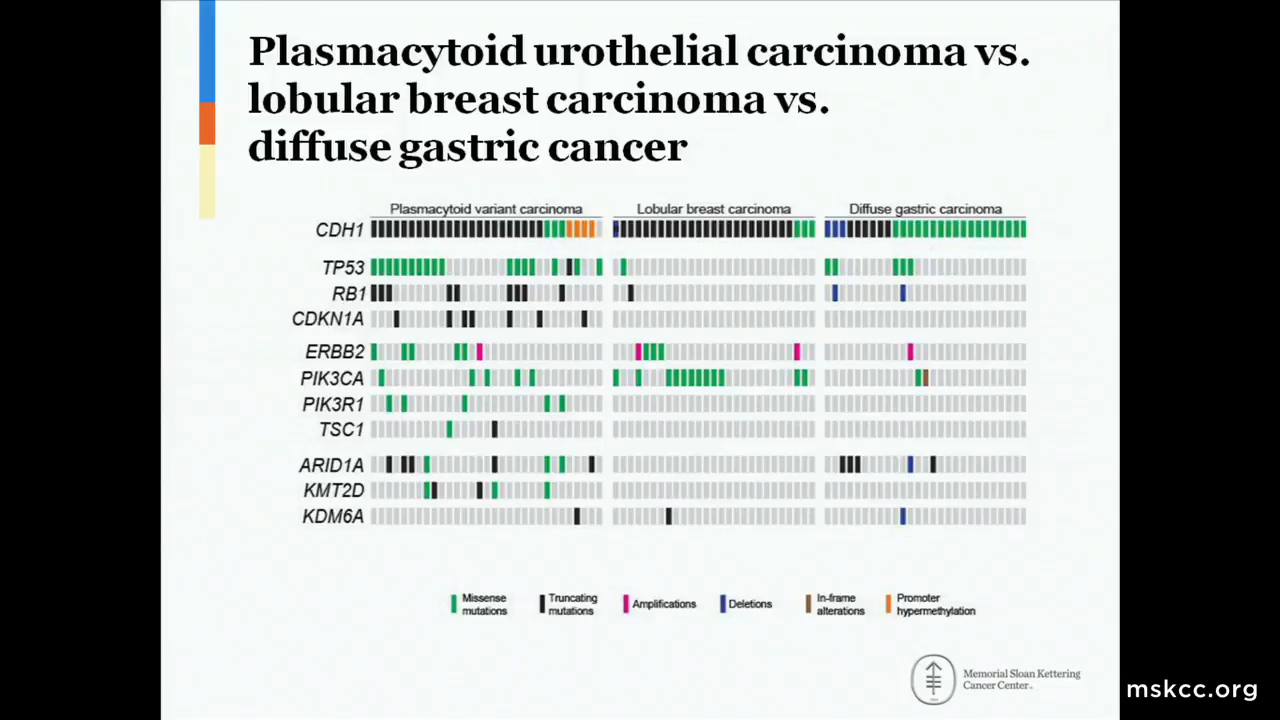 Plasmacytoid urothelial carcinoma vs.
lobular breast carcinoma vs.
diffuse gastric cancer
Plasmacytoid variant carcinoma
Lobular breast carcinoma
Diffuse gastric carcinoma
CDH1
TP53
RB1
CDKN1A
ERBB2
PIK3CA
PIK3R1
TSC1
ARID1A
KMT2D
KDM6A
Missense
mutations
Truncating
mutations
Amplifications
Deletions
In-frame
alterations
Promoter
hypermethylation
Memorial Sloan Kettering
Cancer Center
mskcc.org